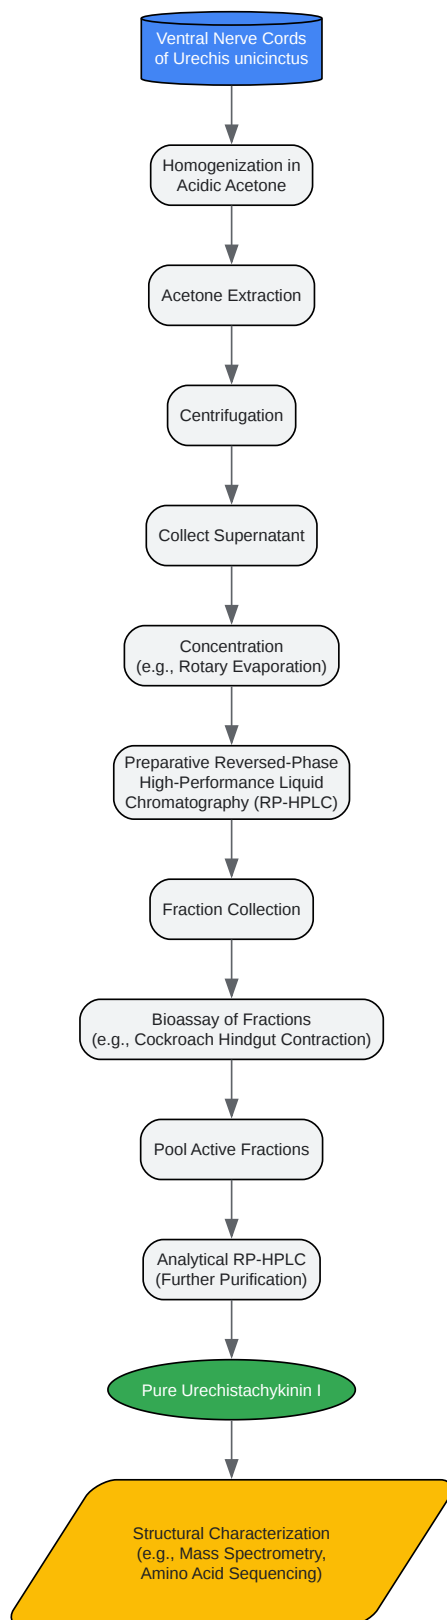 Ventral Nerve Cords
of Urechis unicinctus
Homogenization in
Acidic Acetone
Acetone Extraction
Centrifugation
Collect Supernatant
Concentration
(e.g., Rotary Evaporation)
Preparative Reversed-Phase
High-Performance Liquid
Chromatography (RP-HPLC)
Fraction Collection
Bioassay of Fractions
(e.g., Cockroach Hindgut Contraction)
Pool Active Fractions
Analytical RP-HPLC
(Further Purification)
Pure Urechistachykinin I
Structural Characterization
(e.g., Mass Spectrometry,
Amino Acid Sequencing)